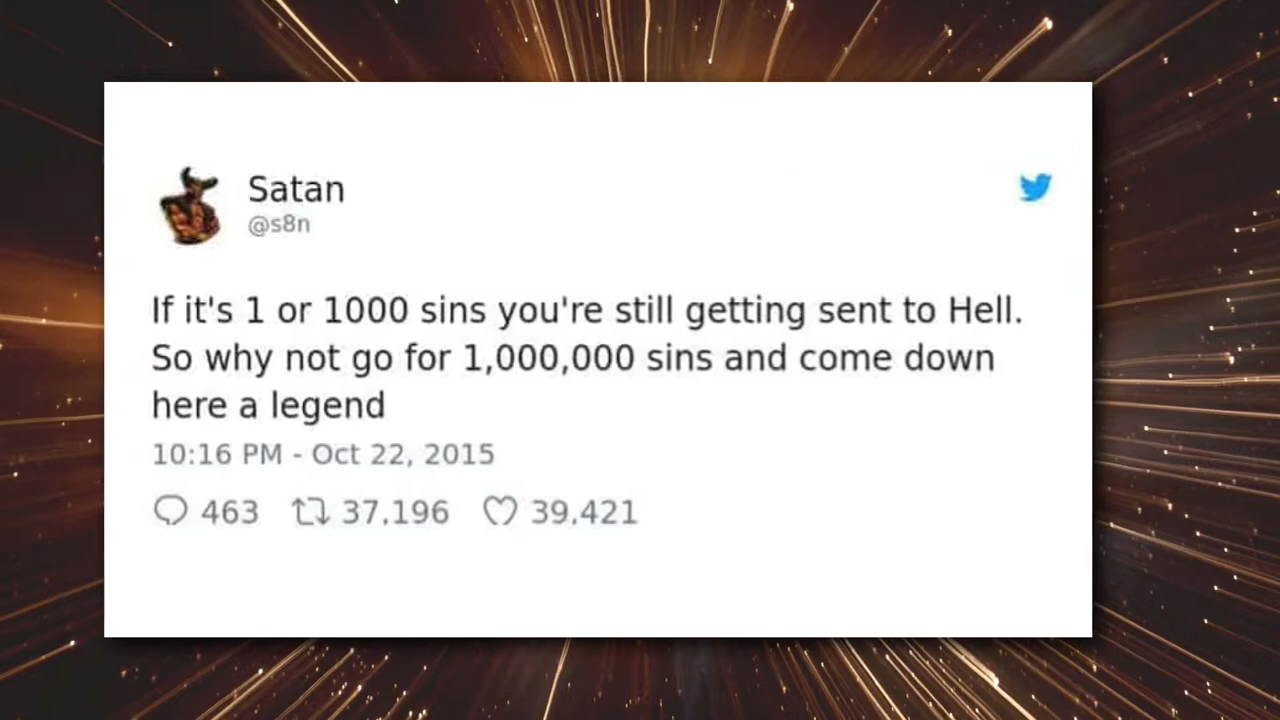 Satan
@s8n
If it's 1 or 1000 sins you're still getting sent to Hell.
So why not go for 1,000,000 sins and come down
here a legend
10:16 PM - Oct 22, 2015
463 37,196 39,421